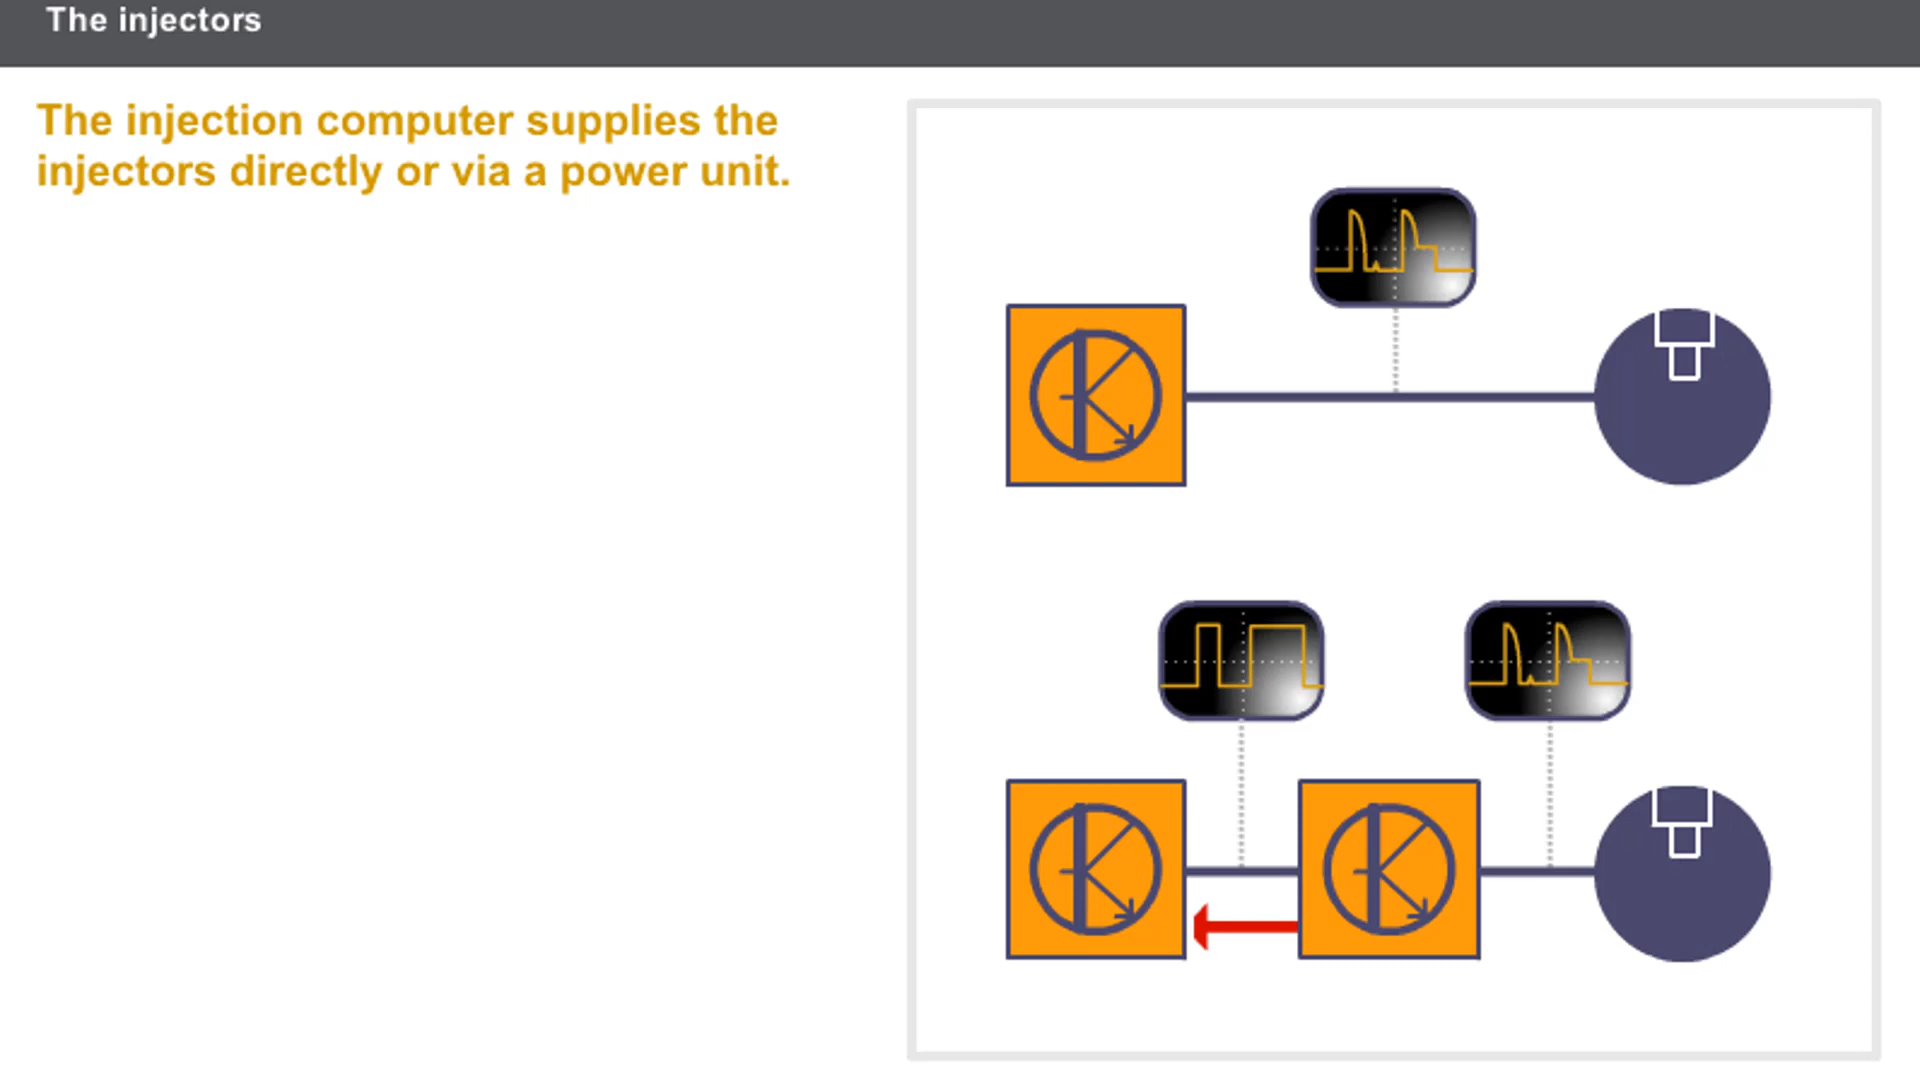 The injectors
The injection computer supplies the
injectors directly or via a power unit.